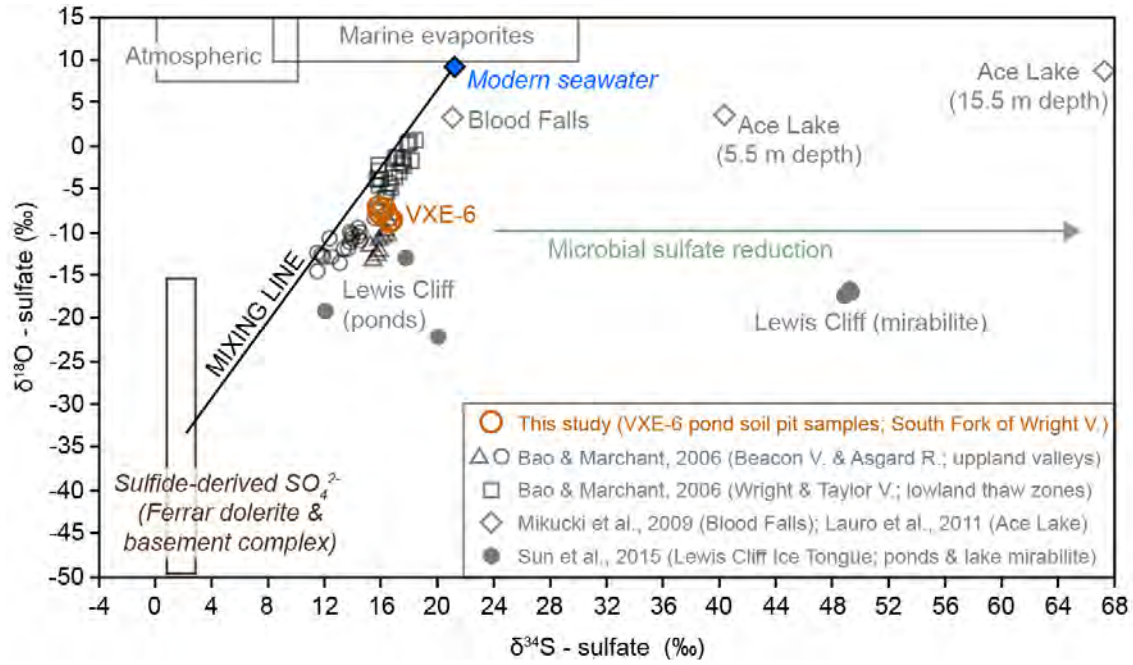 15
10
5
0
-5
-10
-15
-20
-25
-30
-35
-40
-45
-50
δ¹⁸O - sulfate (‰)
Atmospheric
Marine evaporites
Modern seawater
Blood Falls
Ace Lake
(5.5 m depth)
Ace Lake
(15.5 m depth)
VXE-6
Microbial sulfate reduction
MIXING LINE
Lewis Cliff
(ponds)
Lewis Cliff (mirabilite)
Sulfide-derived SO₄²⁻
(Ferrar dolerite &
basement complex)
This study (VXE-6 pond soil pit samples; South Fork of Wright V.)
Bao & Marchant, 2006 (Beacon V. & Asgard R.; uppland valleys)
Bao & Marchant, 2006 (Wright & Taylor V.; lowland thaw zones)
Mikucki et al., 2009 (Blood Falls); Lauro et al., 2011 (Ace Lake)
Sun et al., 2015 (Lewis Cliff Ice Tongue; ponds & lake mirabilite)
-4 0 4 8 12 16 20 24 28 32 36 40 44 48 52 56 60 64 68
δ³⁴S - sulfate (‰)